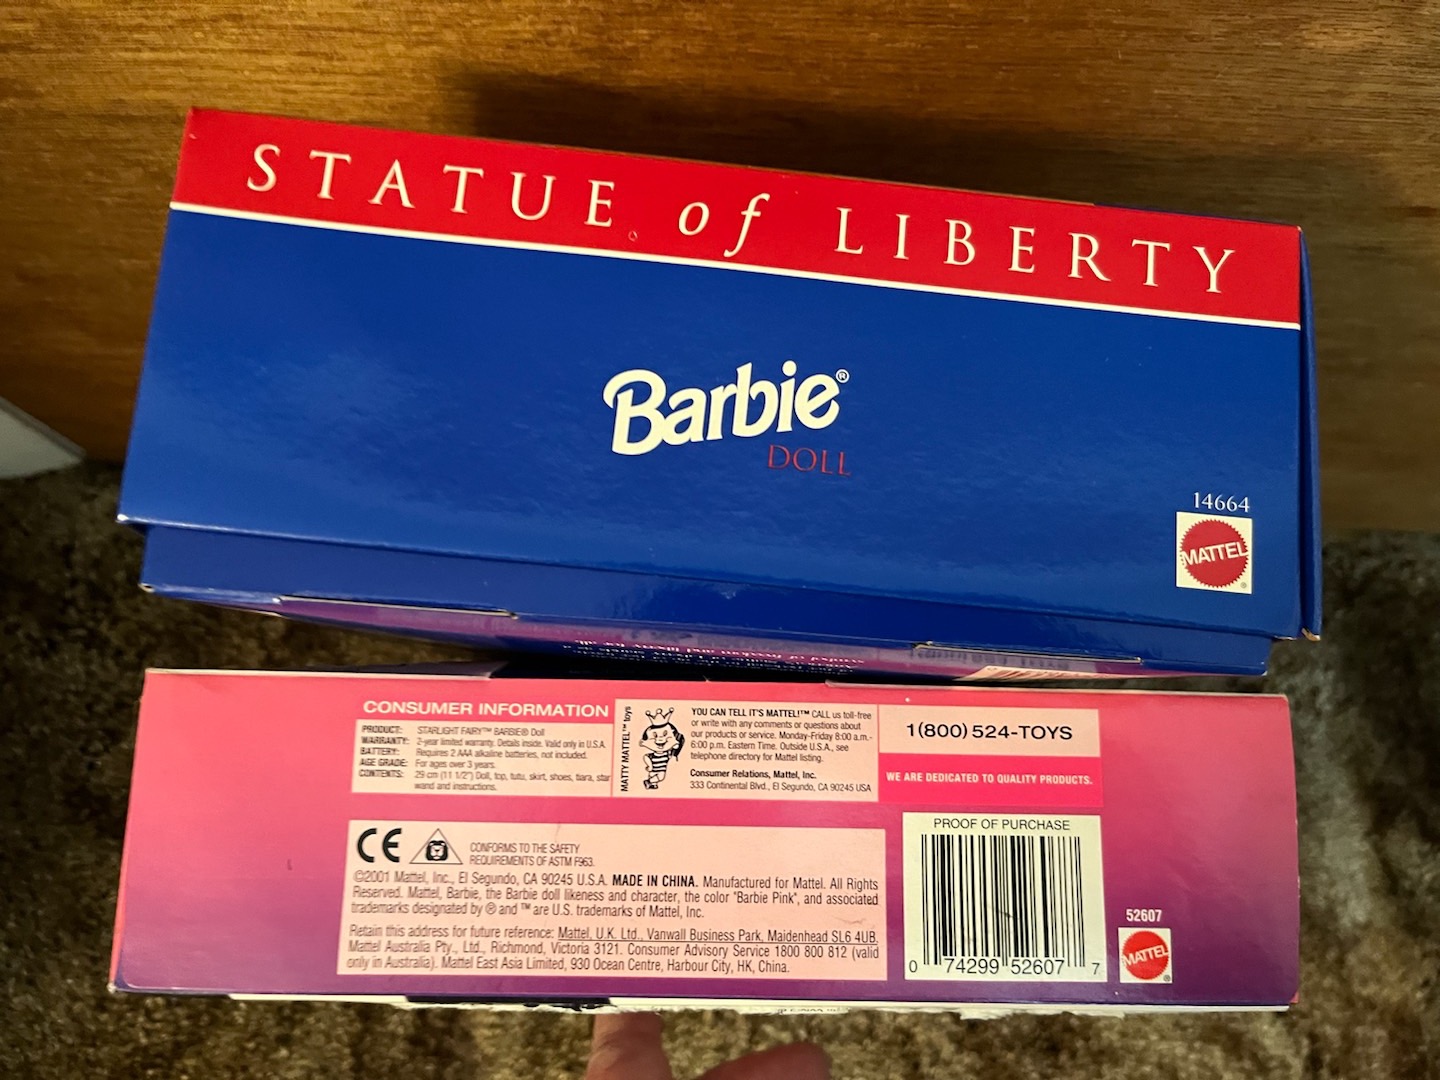 STATUE of LIBERTY
Barbie®
DOLL
14664
MATTEL
®
CONSUMER INFORMATION
PRODUCT: STARLIGHT FAIRY™ BARBIE® Doll
WARRANTY: 2-year limited warranty. Details inside. Valid only in U.S.A.
BATTERY: Requires 2 AAA alkaline batteries, not included.
AGE GRADE: For ages over 3 years.
CONTENTS: 29 cm (11 1/2") Doll, top, tutu, skirt, shoes, tiara, star
wand and instructions.
MATTY MATTEL™ toys
YOU CAN TELL IT'S MATTEL!™ CALL us toll-free
or write with any comments or questions about
our products or service. Monday-Friday 8:00 a.m.-
6:00 p.m. Eastern Time. Outside U.S.A., see
telephone directory for Mattel listing.
Consumer Relations, Mattel, Inc.
333 Continental Blvd., El Segundo, CA 90245 USA
1(800) 524-TOYS
WE ARE DEDICATED TO QUALITY PRODUCTS.
CE
CONFORMS TO THE SAFETY
REQUIREMENTS OF ASTM F963.
©2001 Mattel, Inc., El Segundo, CA 90245 U.S.A. MADE IN CHINA. Manufactured for Mattel. All Rights
Reserved. Mattel, Barbie, the Barbie doll likeness and character, the color "Barbie Pink", and associated
trademarks designated by ® and ™ are U.S. trademarks of Mattel, Inc.
Retain this address for future reference: Mattel, U.K. Ltd., Vanwall Business Park, Maidenhead SL6 4UB.
Mattel Australia Pty., Ltd., Richmond, Victoria 3121. Consumer Advisory Service 1800 800 812 (valid
only in Australia). Mattel East Asia Limited, 930 Ocean Centre, Harbour City, HK, China.
PROOF OF PURCHASE
0 74299 52607 7
52607
MATTEL
®